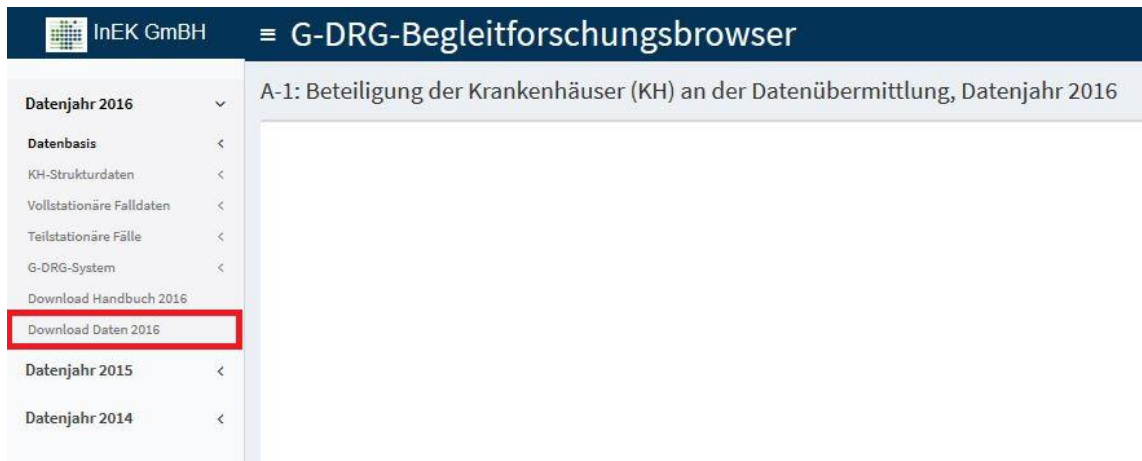 InEK GmBH
≡ G-DRG-Begleitforschungsbrowser
A-1: Beteiligung der Krankenhäuser (KH) an der Datenübermittlung, Datenjahr 2016
Datenjahr 2016
Datenbasis
KH-Strukturdaten
Vollstationäre Falldaten
Teilstationäre Fälle
G-DRG-System
Download Handbuch 2016
Download Daten 2016
Datenjahr 2015
Datenjahr 2014